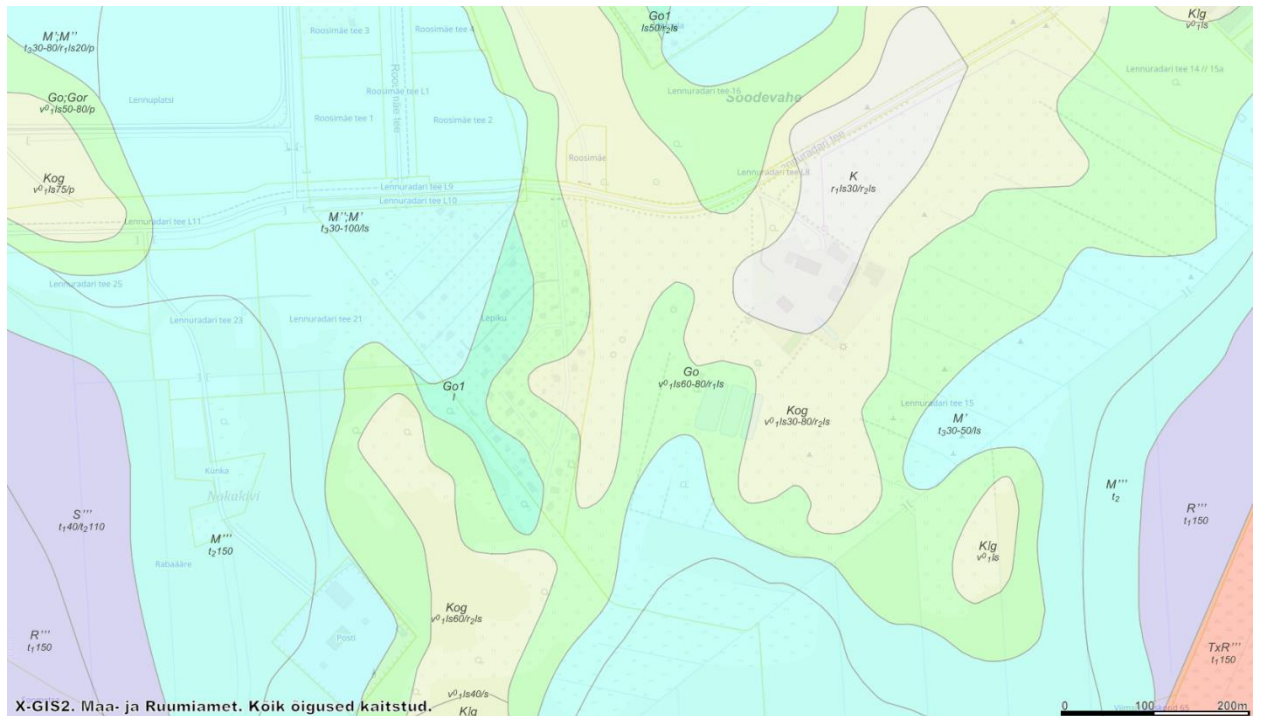 M';M''
t₃30-80/r₁ls20/p
Roosimäe tee 3
Roosimäe tee 4
Go1
ls50/r₂ls
Klg
v⁰₁ls
Roosimäe tee
Lennuradari tee 14 // 15a
Lennuplatsi
Roosimäe tee L1
Lennuradari tee 16
Soodevahe
Go;Gor
v⁰₁ls50-80/p
Roosimäe tee 1
Roosimäe tee 2
Lennuradari tee
Roosimäe
Kog
v⁰₁ls75/p
Lennuradari tee L8
K
r₁ls30/r₂ls
Lennuradari tee L9
Lennuradari tee L10
Lennuradari tee L11
M'';M'
t₃30-100/ls
Lennuradari tee 25
Lennuradari tee 23
Lennuradari tee 21
Lepiku
Go1
l
Go
v⁰₁ls60-80/r₁ls
Kog
v⁰₁ls30-80/r₂ls
Lennuradari tee 15
M'
t₃30-50/ls
Künka
Nokakivi
M'''
t₂
R'''
t₁150
S'''
t₁40/t₂110
M'''
t₂150
Klg
v⁰₁ls
Rabaääre
Kog
v⁰₁ls60/r₂ls
R'''
t₁150
Posti
TxR'''
t₁150
v⁰₁ls40/s
Klg
X-GIS2. Maa- ja Ruumiamet. Kõik õigused kaitstud.
0 100 200m